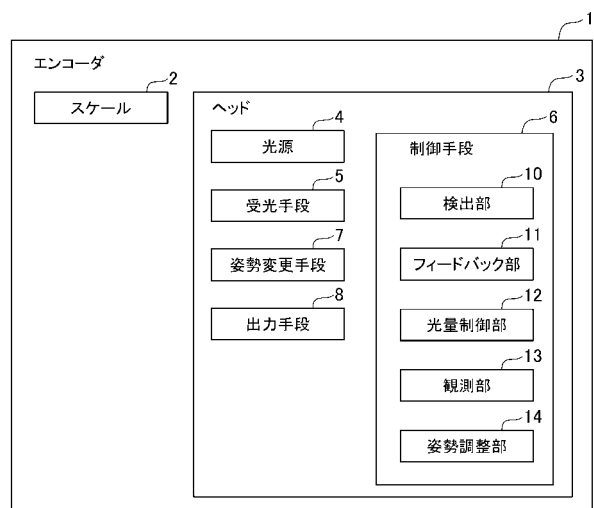 1
エンコーダ
2
スケール
3
ヘッド
4
光源
5
受光手段
7
姿勢変更手段
8
出力手段
6
制御手段
10
検出部
11
フィードバック部
12
光量制御部
13
観測部
14
姿勢調整部